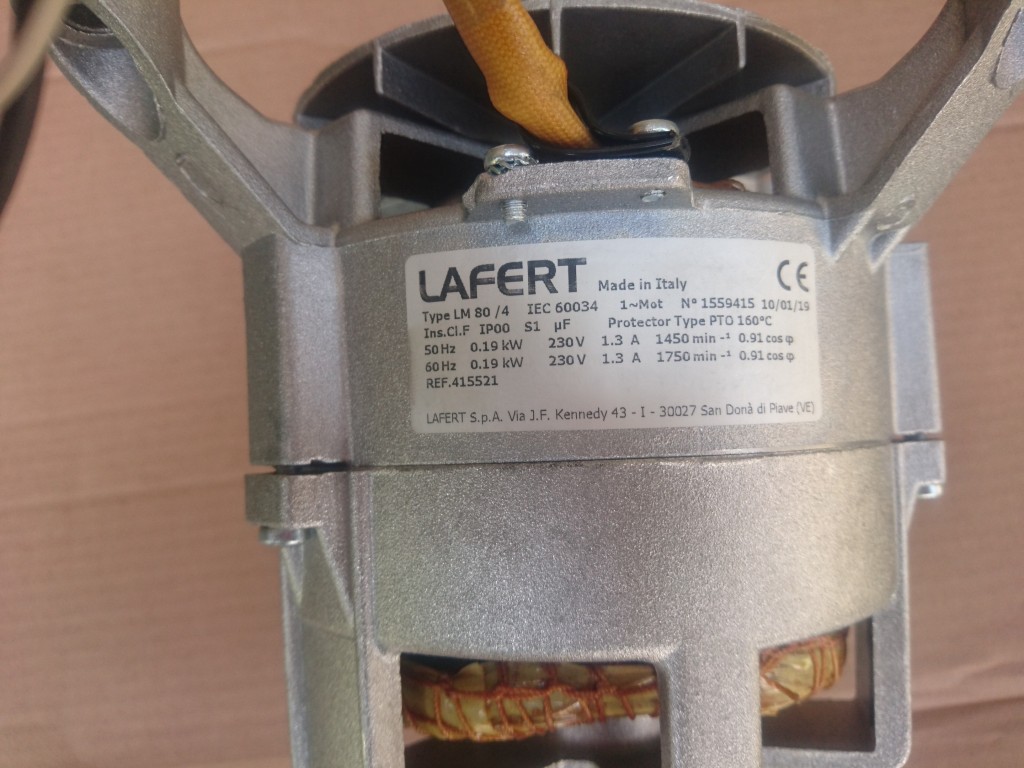 LAFERT Made in Italy CE
Type LM 80 /4 IEC 60034 1~Mot N° 1559415 10/01/19
Ins.Cl.F IP00 S1 µF Protector Type PTO 160°C
50 Hz 0.19 kW 230 V 1.3 A 1450 min -¹ 0.91 cos φ
60 Hz 0.19 kW 230 V 1.3 A 1750 min -¹ 0.91 cos φ
REF.415521
LAFERT S.p.A. Via J.F. Kennedy 43 - I - 30027 San Donà di Piave (VE)